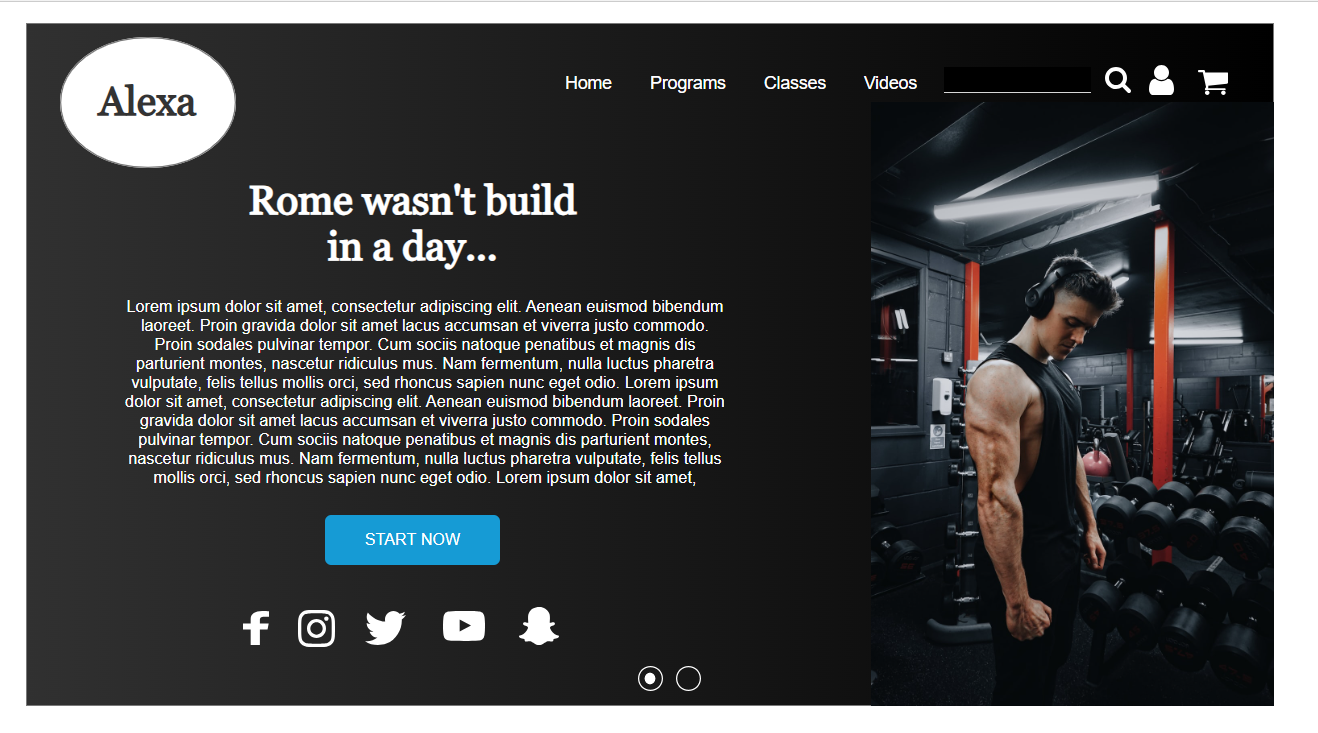 Alexa
Home Programs Classes Videos
Rome wasn't build
in a day...
Lorem ipsum dolor sit amet, consectetur adipiscing elit. Aenean euismod bibendum
laoreet. Proin gravida dolor sit amet lacus accumsan et viverra justo commodo.
Proin sodales pulvinar tempor. Cum sociis natoque penatibus et magnis dis
parturient montes, nascetur ridiculus mus. Nam fermentum, nulla luctus pharetra
vulputate, felis tellus mollis orci, sed rhoncus sapien nunc eget odio. Lorem ipsum
dolor sit amet, consectetur adipiscing elit. Aenean euismod bibendum laoreet. Proin
gravida dolor sit amet lacus accumsan et viverra justo commodo. Proin sodales
pulvinar tempor. Cum sociis natoque penatibus et magnis dis parturient montes,
nascetur ridiculus mus. Nam fermentum, nulla luctus pharetra vulputate, felis tellus
mollis orci, sed rhoncus sapien nunc eget odio. Lorem ipsum dolor sit amet,
START NOW